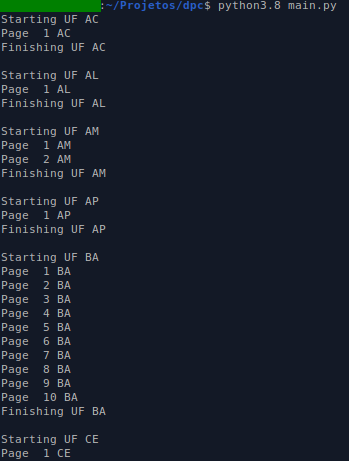 :~/Projetos/dpc$ python3.8 main.py
Starting UF AC
Page  1 AC
Finishing UF AC

Starting UF AL
Page  1 AL
Finishing UF AL

Starting UF AM
Page  1 AM
Page  2 AM
Finishing UF AM

Starting UF AP
Page  1 AP
Finishing UF AP

Starting UF BA
Page  1 BA
Page  2 BA
Page  3 BA
Page  4 BA
Page  5 BA
Page  6 BA
Page  7 BA
Page  8 BA
Page  9 BA
Page  10 BA
Finishing UF BA

Starting UF CE
Page  1 CE